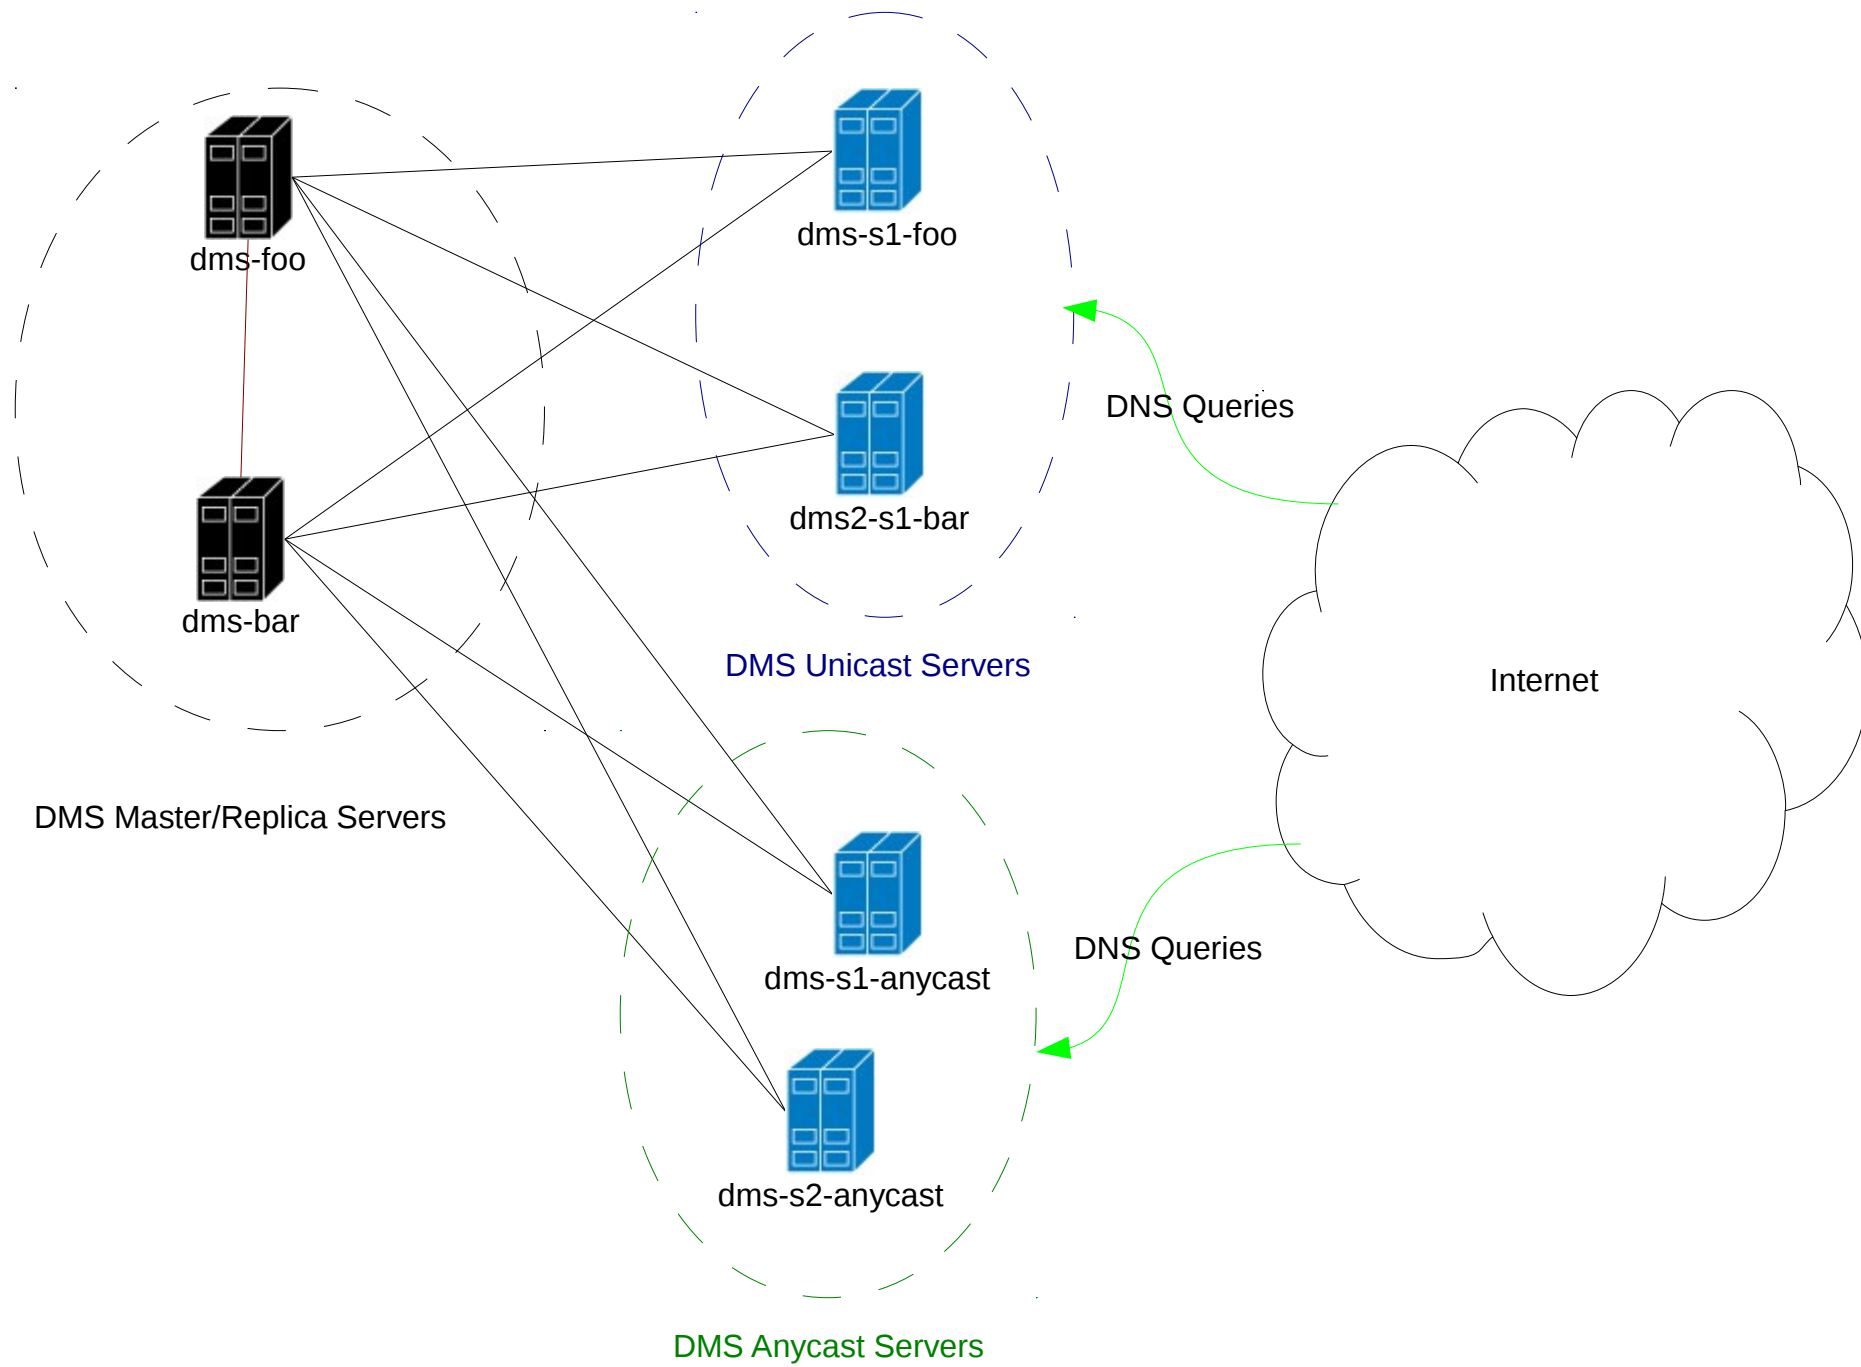 dms-s1-foo
dms-foo
DNS Queries
dms2-s1-bar
dms-bar
DMS Unicast Servers
Internet
DMS Master/Replica Servers
DNS Queries
dms-s1-anycast
dms-s2-anycast
DMS Anycast Servers